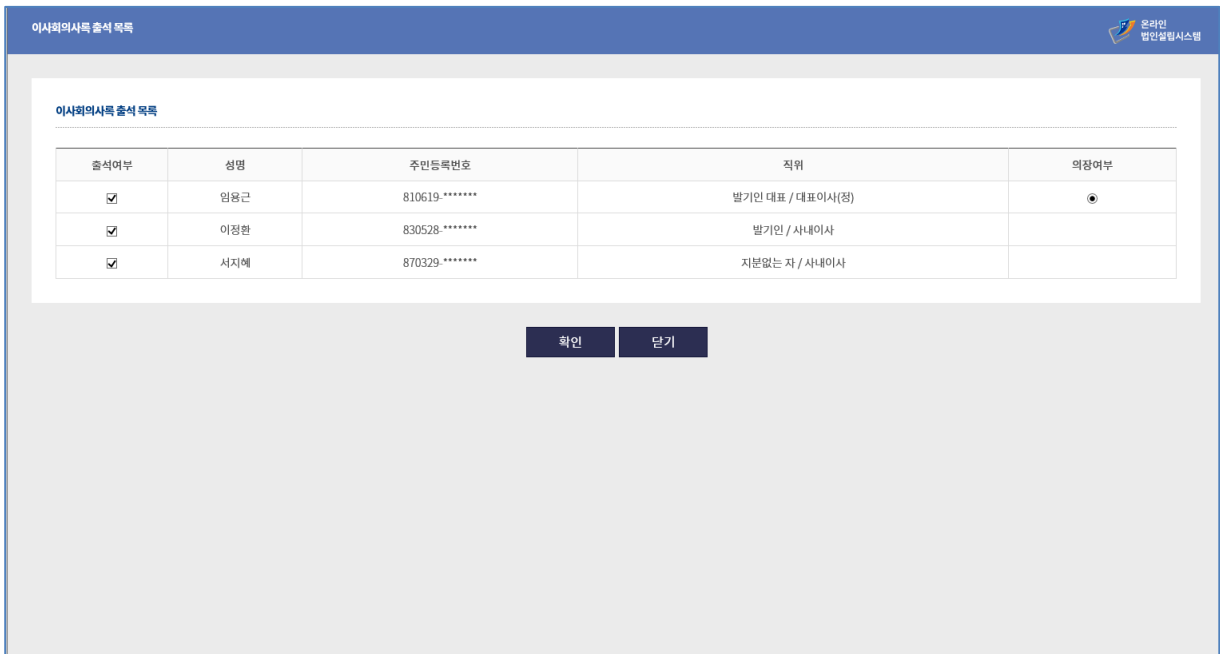 이사회의사록 출석 목록
온라인
법인설립시스템
이사회의사록 출석 목록
출석여부 성명 주민등록번호 직위 의장여부
임용근 810619-******* 발기인 대표 / 대표이사(정)
이정환 830528-******* 발기인 / 사내이사
서지혜 870329-******* 지분없는 자 / 사내이사
확인 닫기